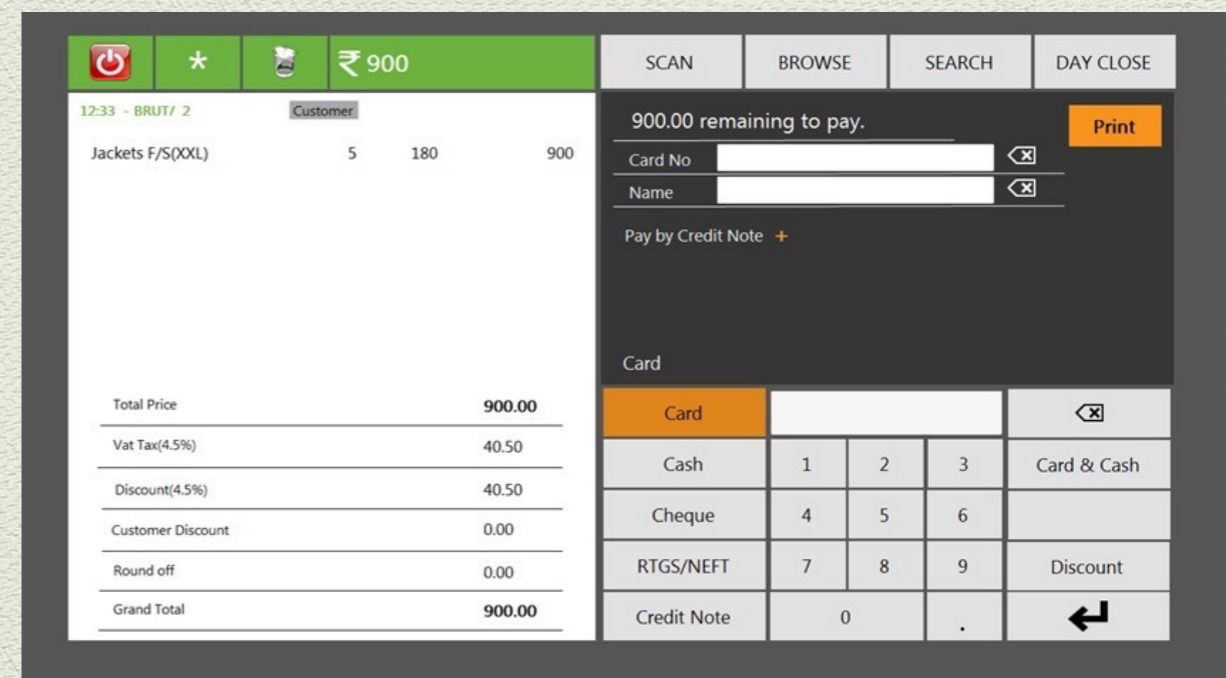 * ₹ 900
SCAN BROWSE SEARCH DAY CLOSE
12:33 - BRUT/ 2 Customer
Jackets F/S(XXL) 5 180 900
Total Price 900.00
Vat Tax(4.5%) 40.50
Discount(4.5%) 40.50
Customer Discount 0.00
Round off 0.00
Grand Total 900.00
900.00 remaining to pay.
Print
Card No
Name
Pay by Credit Note +
Card
Card
Cash 1 2 3 Card & Cash
Cheque 4 5 6
RTGS/NEFT 7 8 9 Discount
Credit Note 0 .